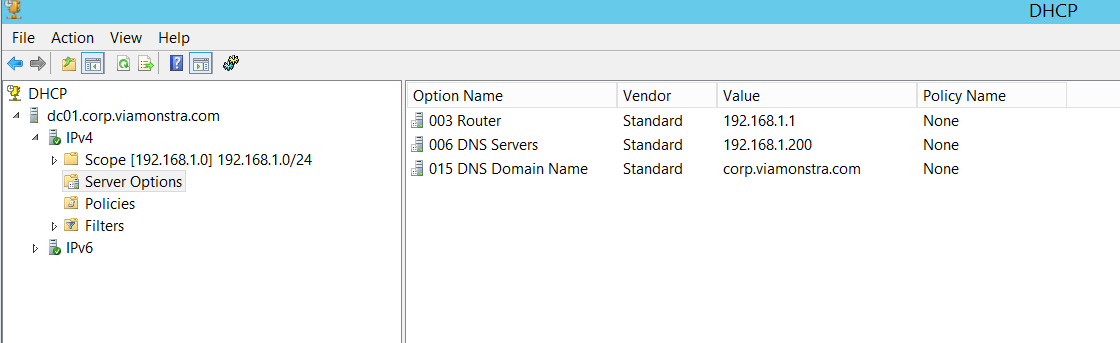 DHCP
File Action View Help
DHCP
dc01.corp.viamonstra.com
IPv4
Scope [192.168.1.0] 192.168.1.0/24
Server Options
Policies
Filters
IPv6
Option Name Vendor Value Policy Name
003 Router Standard 192.168.1.1 None
006 DNS Servers Standard 192.168.1.200 None
015 DNS Domain Name Standard corp.viamonstra.com None